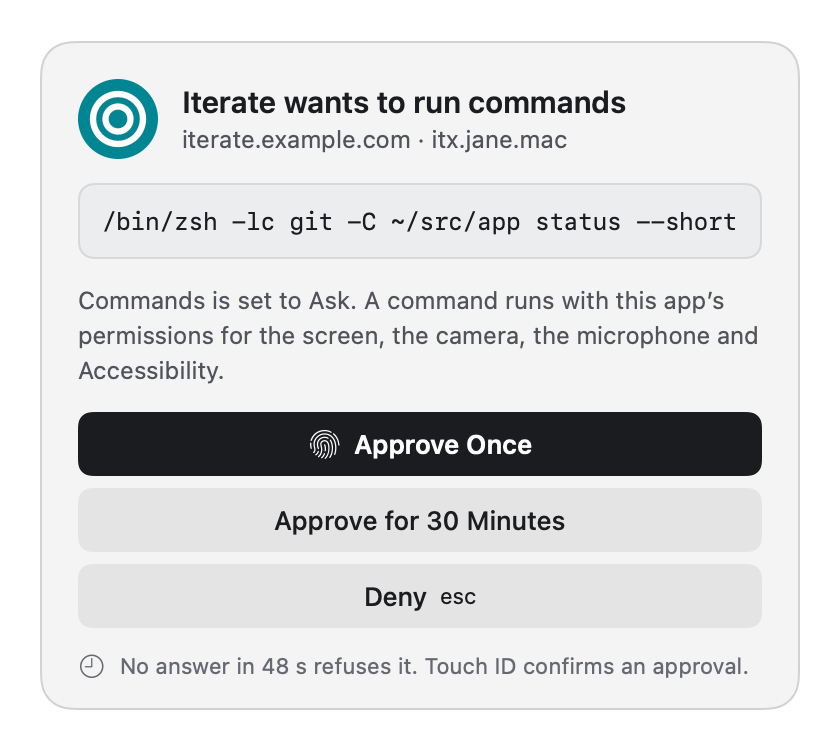 Iterate wants to run commands
iterate.example.com · itx.jane.mac
/bin/zsh -lc git -C ~/src/app status --short
Commands is set to Ask. A command runs with this app’s
permissions for the screen, the camera, the microphone and
Accessibility.
Approve Once
Approve for 30 Minutes
Deny esc
No answer in 48 s refuses it. Touch ID confirms an approval.